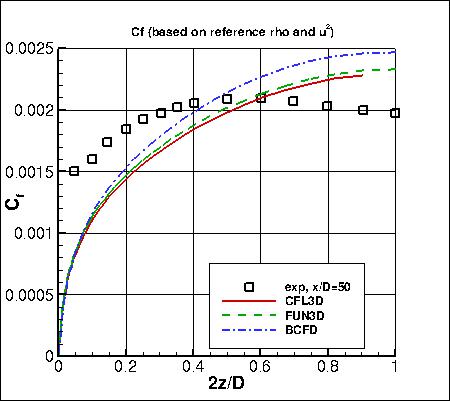 Cf (based on reference rho and u²)
0.0025
0.002
0.0015
0.001
0.0005
0
Cf
exp, x/D=50
CFL3D
FUN3D
BCFD
0 0.2 0.4 0.6 0.8 1
2z/D